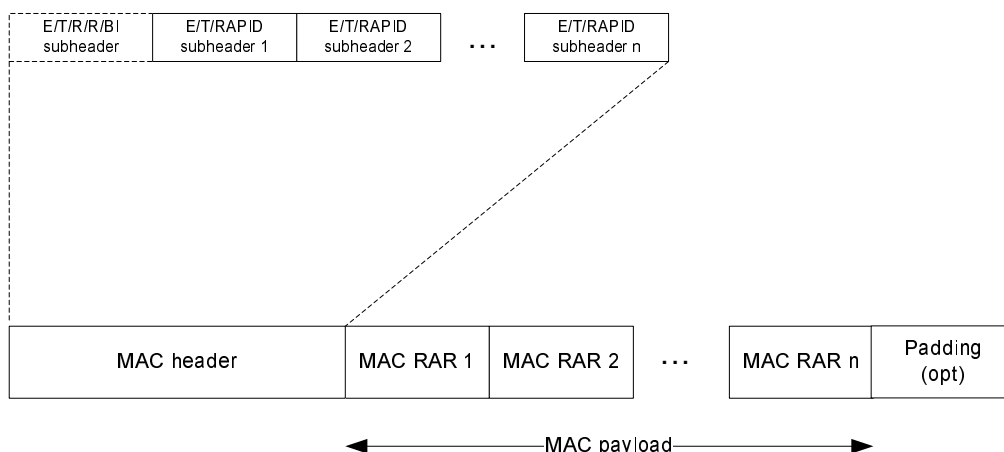 E/T/R/R/BI
subheader
E/T/RAPID
subheader 1
E/T/RAPID
subheader 2
...
E/T/RAPID
subheader n
MAC header
MAC RAR 1
MAC RAR 2
...
MAC RAR n
Padding
(opt)
MAC payload